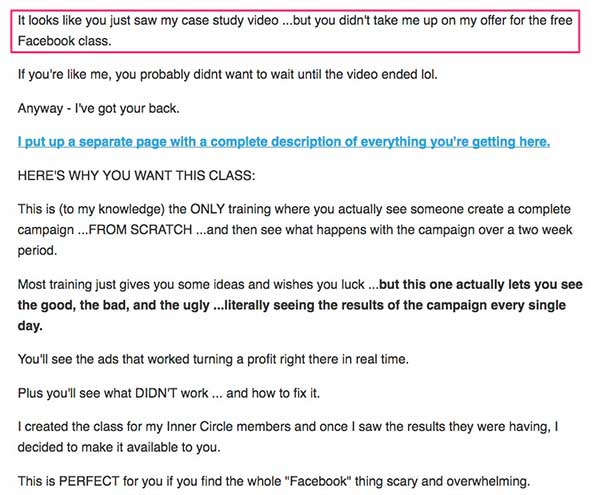 It looks like you just saw my case study video ...but you didn't take me up on my offer for the free
Facebook class.
If you're like me, you probably didnt want to wait until the video ended lol.
Anyway - I've got your back.
I put up a separate page with a complete description of everything you're getting here.
HERE'S WHY YOU WANT THIS CLASS:
This is (to my knowledge) the ONLY training where you actually see someone create a complete
campaign ...FROM SCRATCH ...and then see what happens with the campaign over a two week
period.
Most training just gives you some ideas and wishes you luck ...but this one actually lets you see
the good, the bad, and the ugly ...literally seeing the results of the campaign every single
day.
You'll see the ads that worked turning a profit right there in real time.
Plus you'll see what DIDN'T work ... and how to fix it.
I created the class for my Inner Circle members and once I saw the results they were having, I
decided to make it available to you.
This is PERFECT for you if you find the whole "Facebook" thing scary and overwhelming.